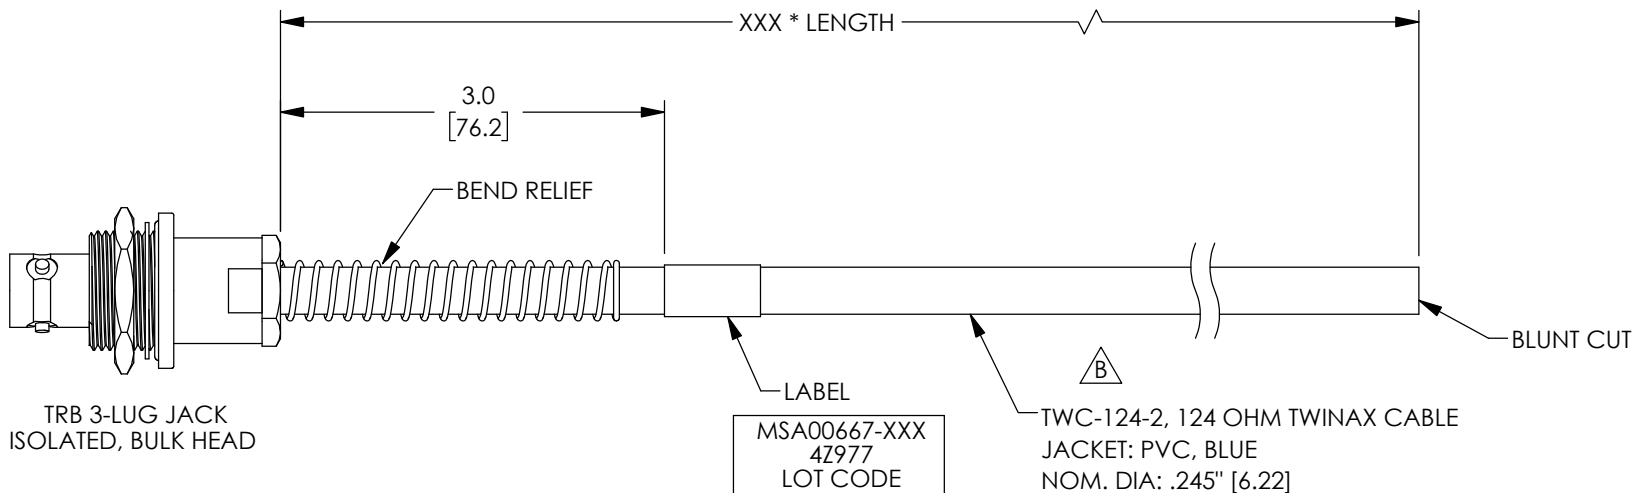 XXX * LENGTH
3.0
[76.2]
BEND RELIEF
BLUNT CUT
B
LABEL
TRB 3-LUG JACK
ISOLATED, BULK HEAD
MSA00667-XXX
4Z977
LOT CODE
TWC-124-2, 124 OHM TWINAX CABLE
JACKET: PVC, BLUE
NOM. DIA: .245" [6.22]